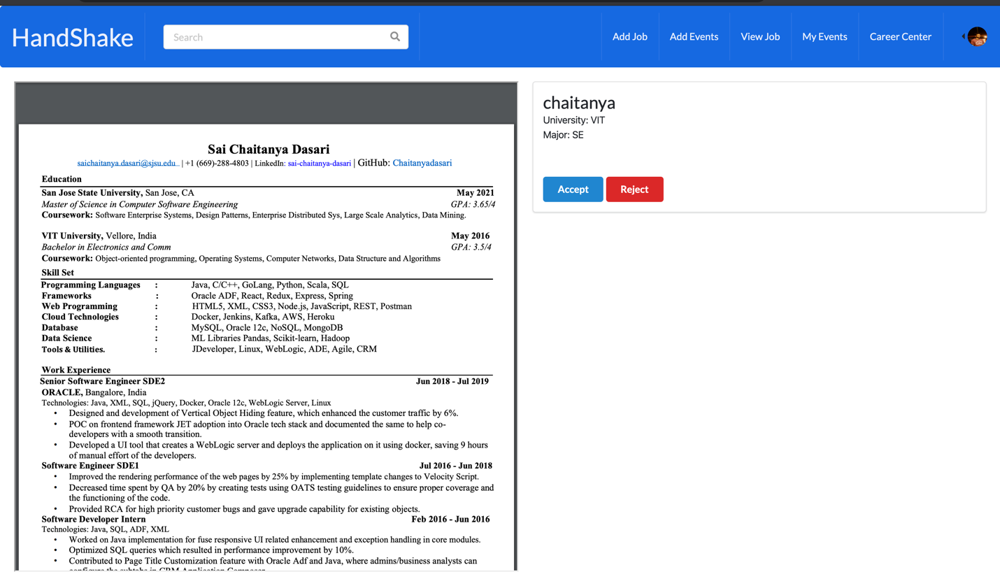 HandShake
Search
Add Job
Add Events
View Job
My Events
Career Center
Sai Chaitanya Dasari
saichaitanya.dasari@sjsu.edu | +1 (669)-288-4803 | LinkedIn: sai-chaitanya-dasari | GitHub: Chaitanyadasari
Education
San Jose State University, San Jose, CA May 2021
Master of Science in Computer Software Engineering GPA: 3.65/4
Coursework: Software Enterprise Systems, Design Patterns, Enterprise Distributed Sys, Large Scale Analytics, Data Mining.
VIT University, Vellore, India May 2016
Bachelor in Electronics and Comm GPA: 3.5/4
Coursework: Object-oriented programming, Operating Systems, Computer Networks, Data Structure and Algorithms
Skill Set
Programming Languages : Java, C/C++, GoLang, Python, Scala, SQL
Frameworks : Oracle ADF, React, Redux, Express, Spring
Web Programming : HTML5, XML, CSS3, Node.js, JavaScript, REST, Postman
Cloud Technologies : Docker, Jenkins, Kafka, AWS, Heroku
Database : MySQL, Oracle 12c, NoSQL, MongoDB
Data Science : ML Libraries Pandas, Scikit-learn, Hadoop
Tools & Utilities. : JDeveloper, Linux, WebLogic, ADE, Agile, CRM
Work Experience
Senior Software Engineer SDE2 Jun 2018 - Jul 2019
ORACLE, Bangalore, India
Technologies: Java, XML, SQL, jQuery, Docker, Oracle 12c, WebLogic Server, Linux
• Designed and development of Vertical Object Hiding feature, which enhanced the customer traffic by 6%.
• POC on frontend framework JET adoption into Oracle tech stack and documented the same to help co-
developers with a smooth transition.
• Developed a UI tool that creates a WebLogic server and deploys the application on it using docker, saving 9 hours
of manual effort of the developers.
Software Engineer SDE1 Jul 2016 - Jun 2018
• Improved the rendering performance of the web pages by 25% by implementing template changes to Velocity Script.
• Decreased time spent by QA by 20% by creating tests using OATS testing guidelines to ensure proper coverage and
the functioning of the code.
• Provided RCA for high priority customer bugs and gave upgrade capability for existing objects.
Software Developer Intern Feb 2016 - Jun 2016
Technologies: Java, SQL, ADF, XML
• Worked on Java implementation for fuse responsive UI related enhancement and exception handling in core modules.
• Optimized SQL queries which resulted in performance improvement by 10%.
• Contributed to Page Title Customization feature with Oracle Adf and Java, where admins/business analysts can
configure the subtabs in CRM Application Composer.
chaitanya
University: VIT
Major: SE
Accept
Reject